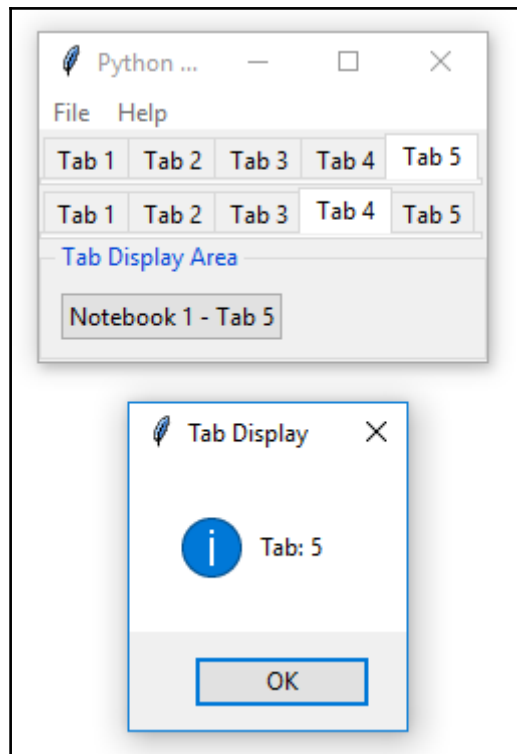 Python ...
File Help
Tab 1 Tab 2 Tab 3 Tab 4 Tab 5
Tab 1 Tab 2 Tab 3 Tab 4 Tab 5
Tab Display Area
Notebook 1 - Tab 5
Tab Display
i Tab: 5
OK